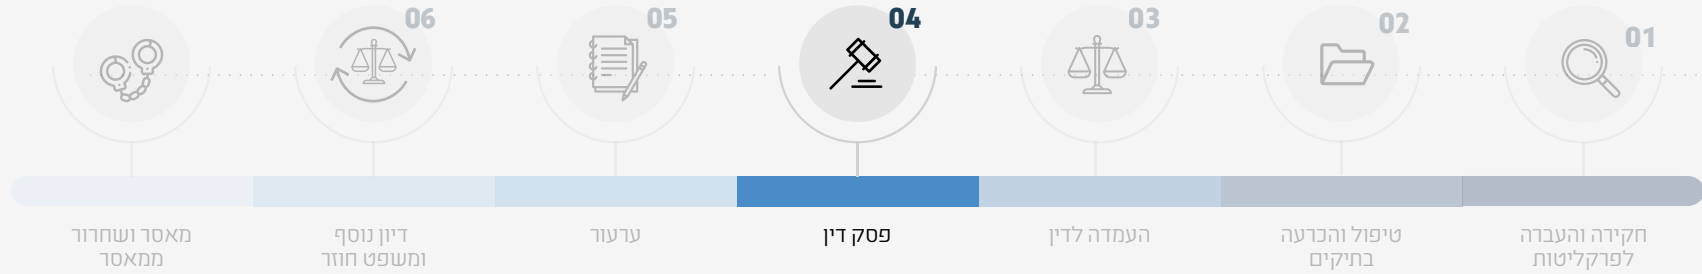 01
חקירה והעברה
לפרקליטות
02
טיפול והכרעה
בתיקים
03
העמדה לדין
04
פסק דין
05
ערעור
06
דיון נוסף
ומשפט חוזר
מאסר ושחרור
ממאסר